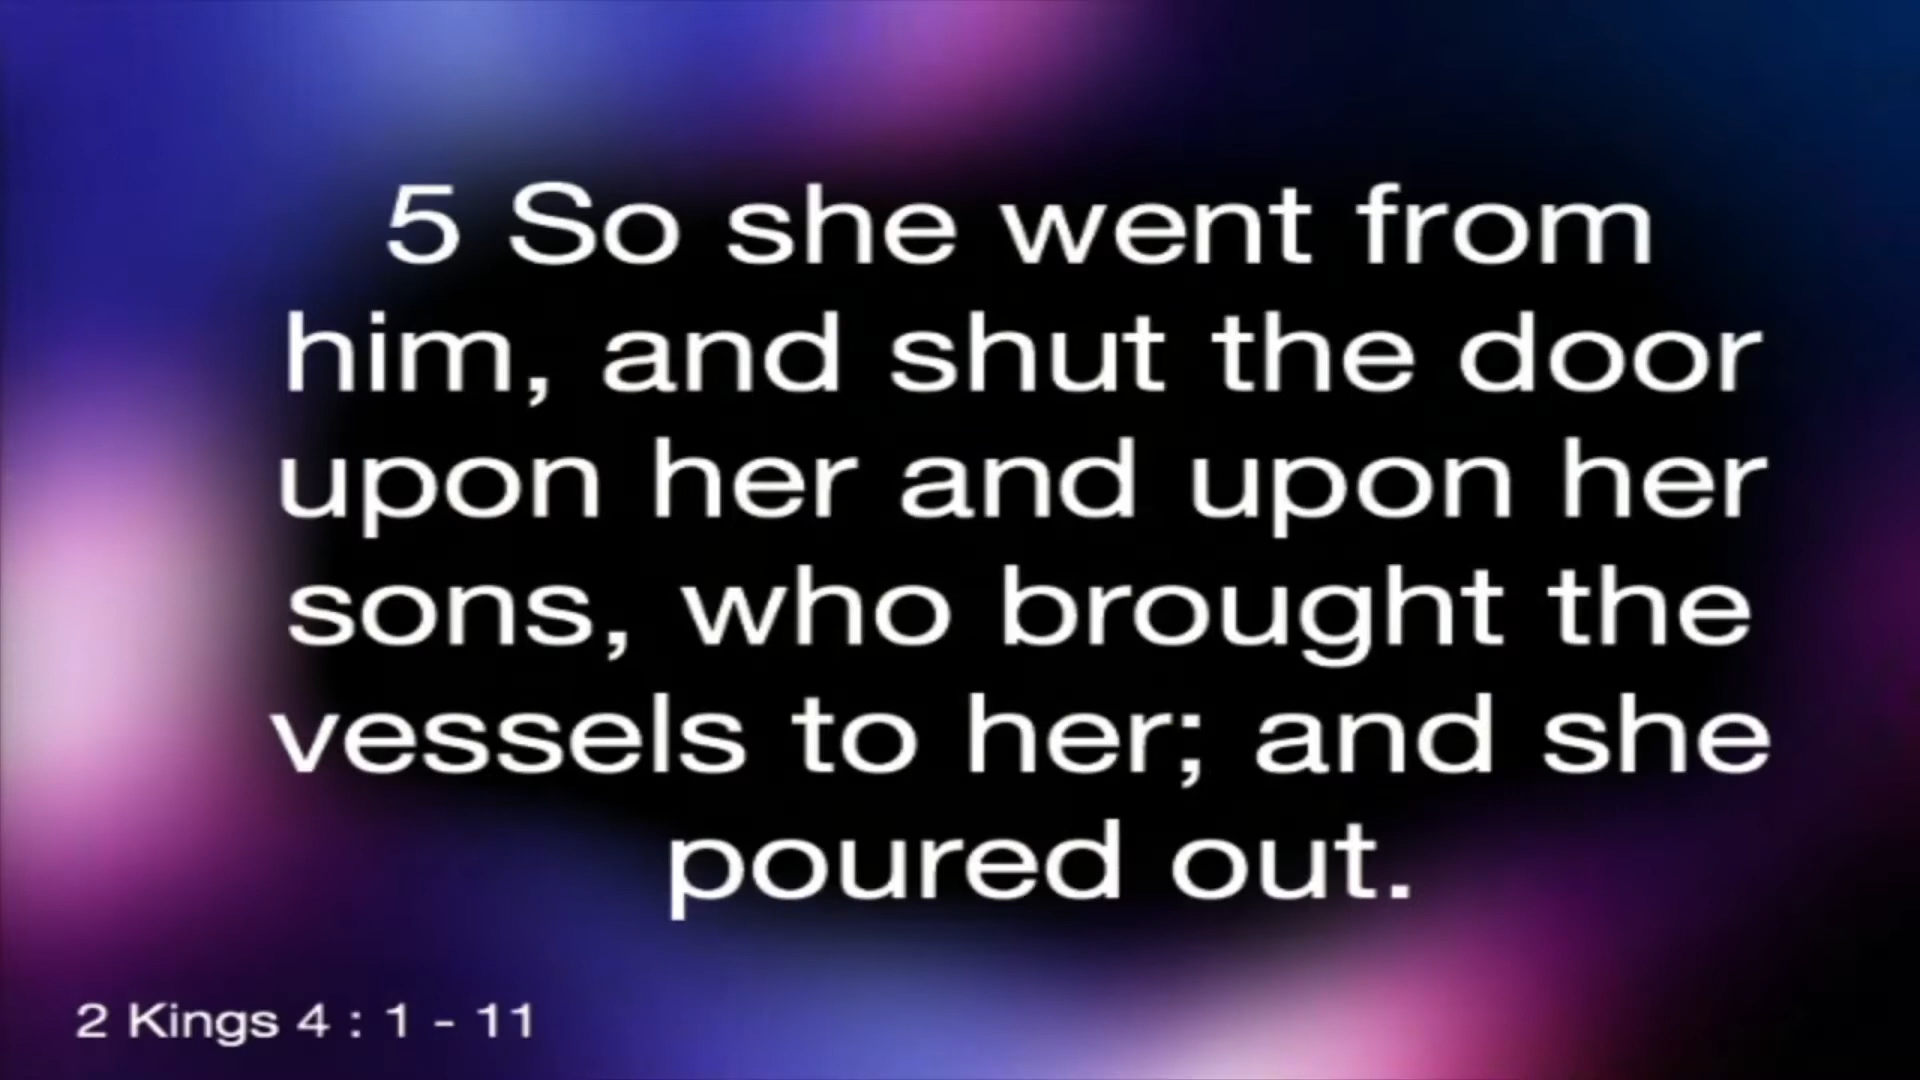 5 So she went from
him, and shut the door
upon her and upon her
sons, who brought the
vessels to her; and she
poured out.
2 Kings 4 : 1 - 11